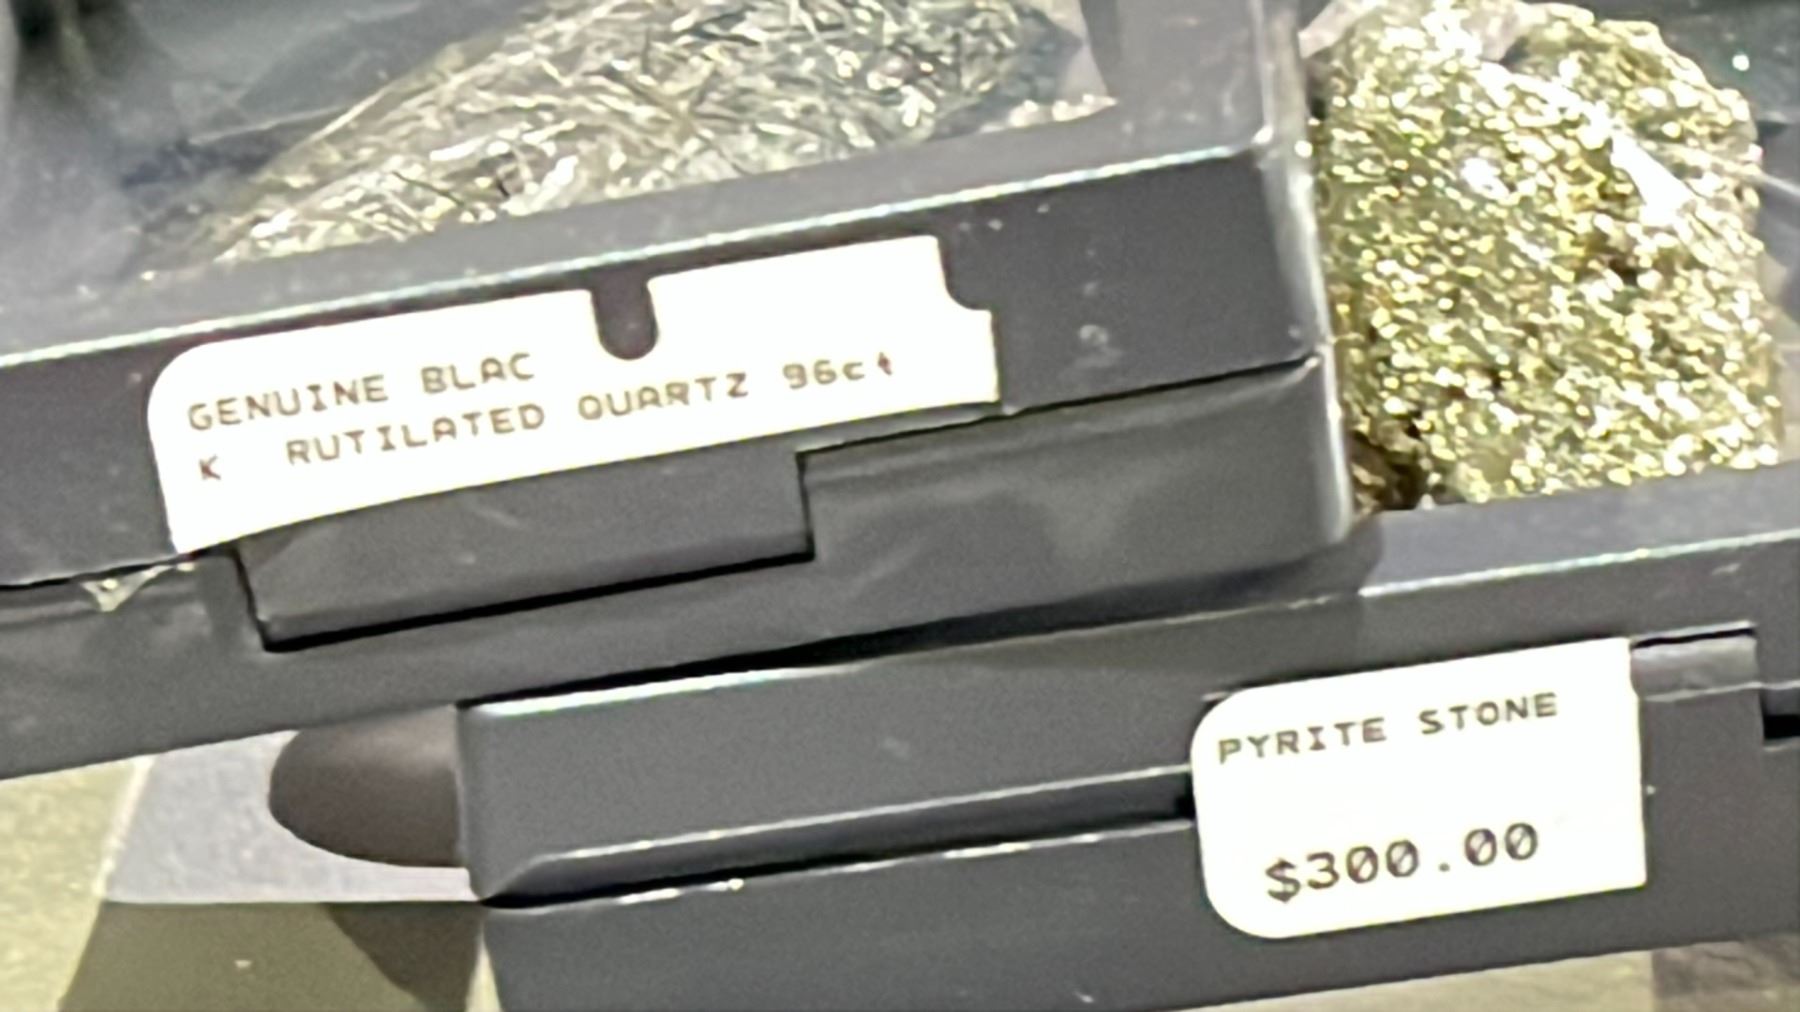 GENUINE BLAC
K RUTILATED QUARTZ 96ct
PYRITE STONE
$300.00